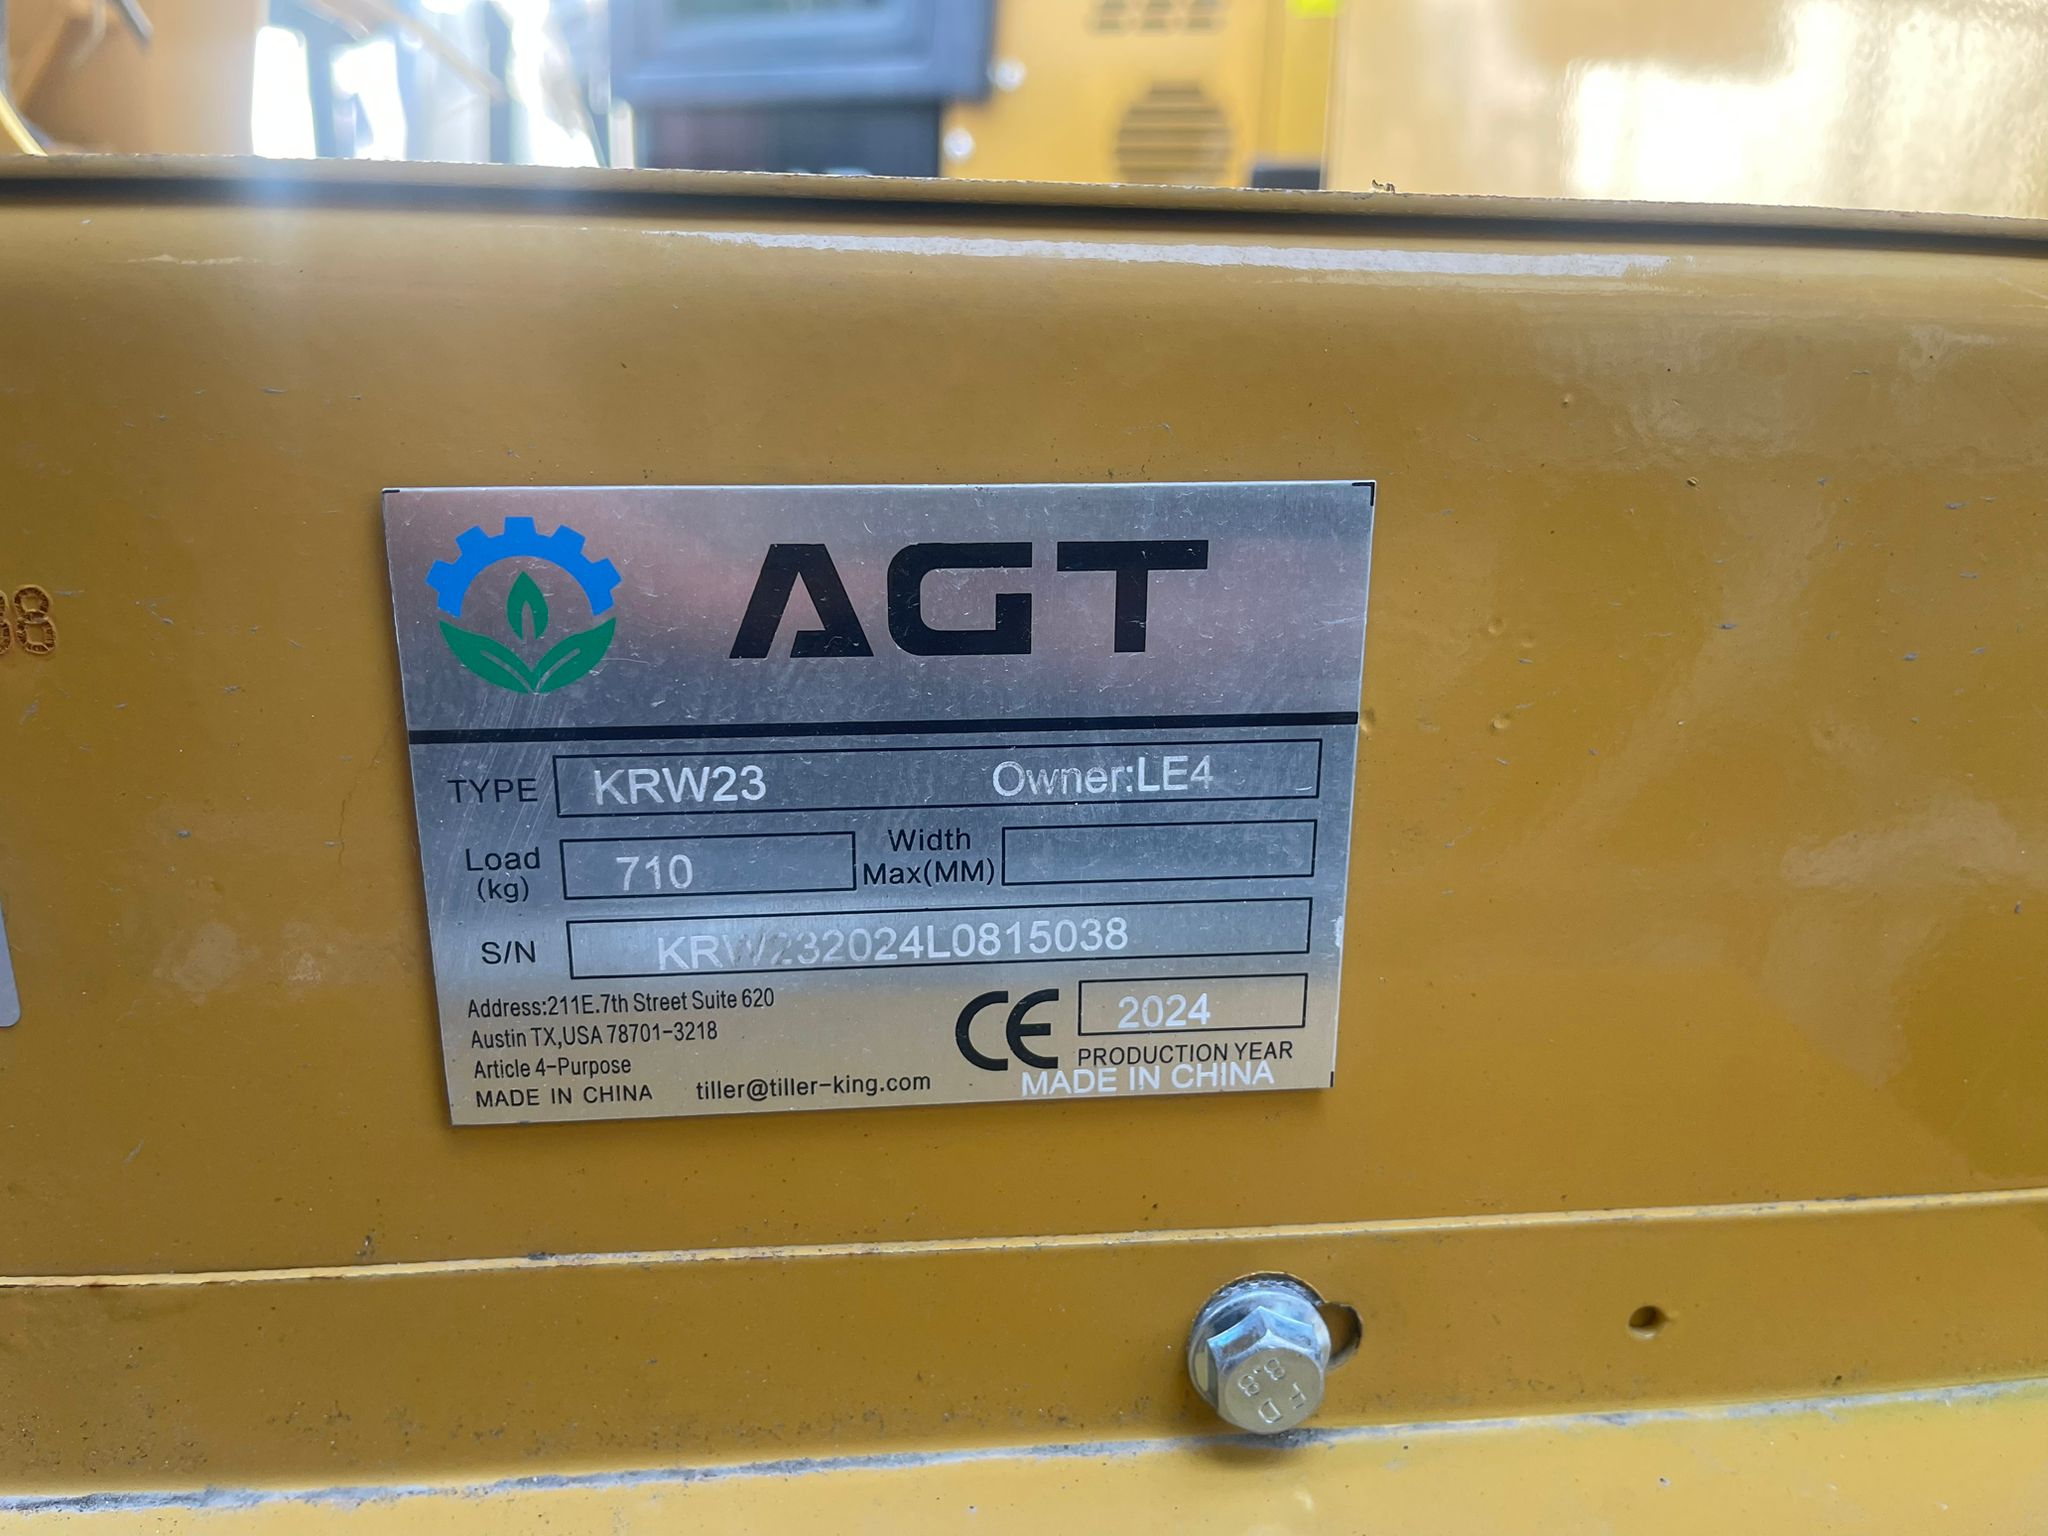 AGT
TYPE KRW23 Owner:LE4
Load (kg) 710 Width Max(MM)
S/N KRW232024L0815038
Address:211E.7th Street Suite 620
Austin TX,USA 78701-3218
Article 4-Purpose
MADE IN CHINA tiller@tiller-king.com
CE 2024
PRODUCTION YEAR
MADE IN CHINA
8.8